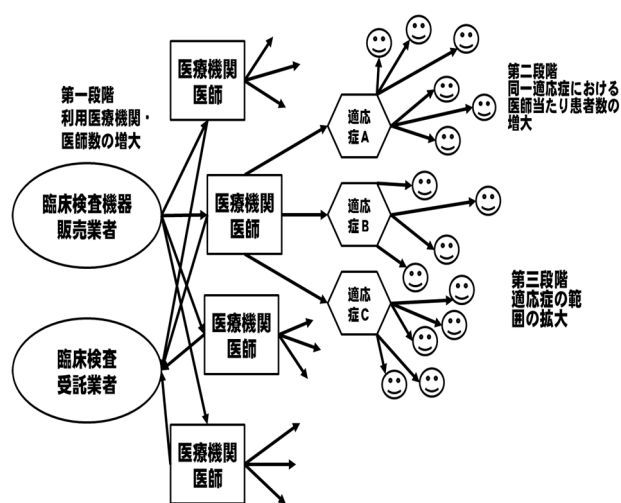 第一段階
利用医療機関・
医師数の増大
臨床検査機器
販売業者
臨床検査
受託業者
医療機関
医師
医療機関
医師
医療機関
医師
医療機関
医師
適応
症A
適応
症B
適応
症C
第二段階
同一適応症における
医師当たり患者数の
増大
第三段階
適応症の範
囲の拡大